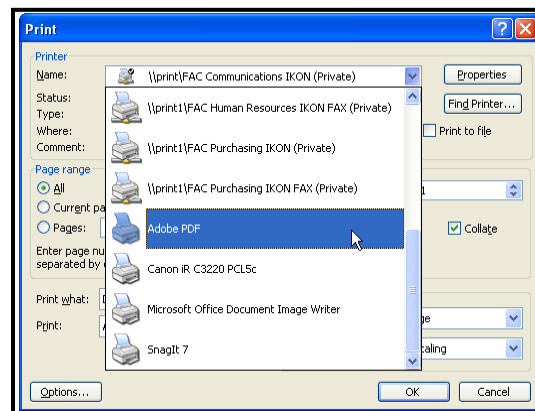 Print
Printer
Name: \\print\FAC Communications IKON (Private) Properties
Status: \\print1\FAC Human Resources IKON FAX (Private) Find Printer...
Type:
Where: \\print1\FAC Purchasing IKON (Private) Print to file
Comment:
Page range \\print1\FAC Purchasing IKON FAX (Private)
All 1
Current pa
Pages: Adobe PDF Collate
Enter page nu
separated by Canon iR C3220 PCL5c
Print what: Microsoft Office Document Image Writer
Print: ge
SnagIt 7 caling
Options... OK Cancel